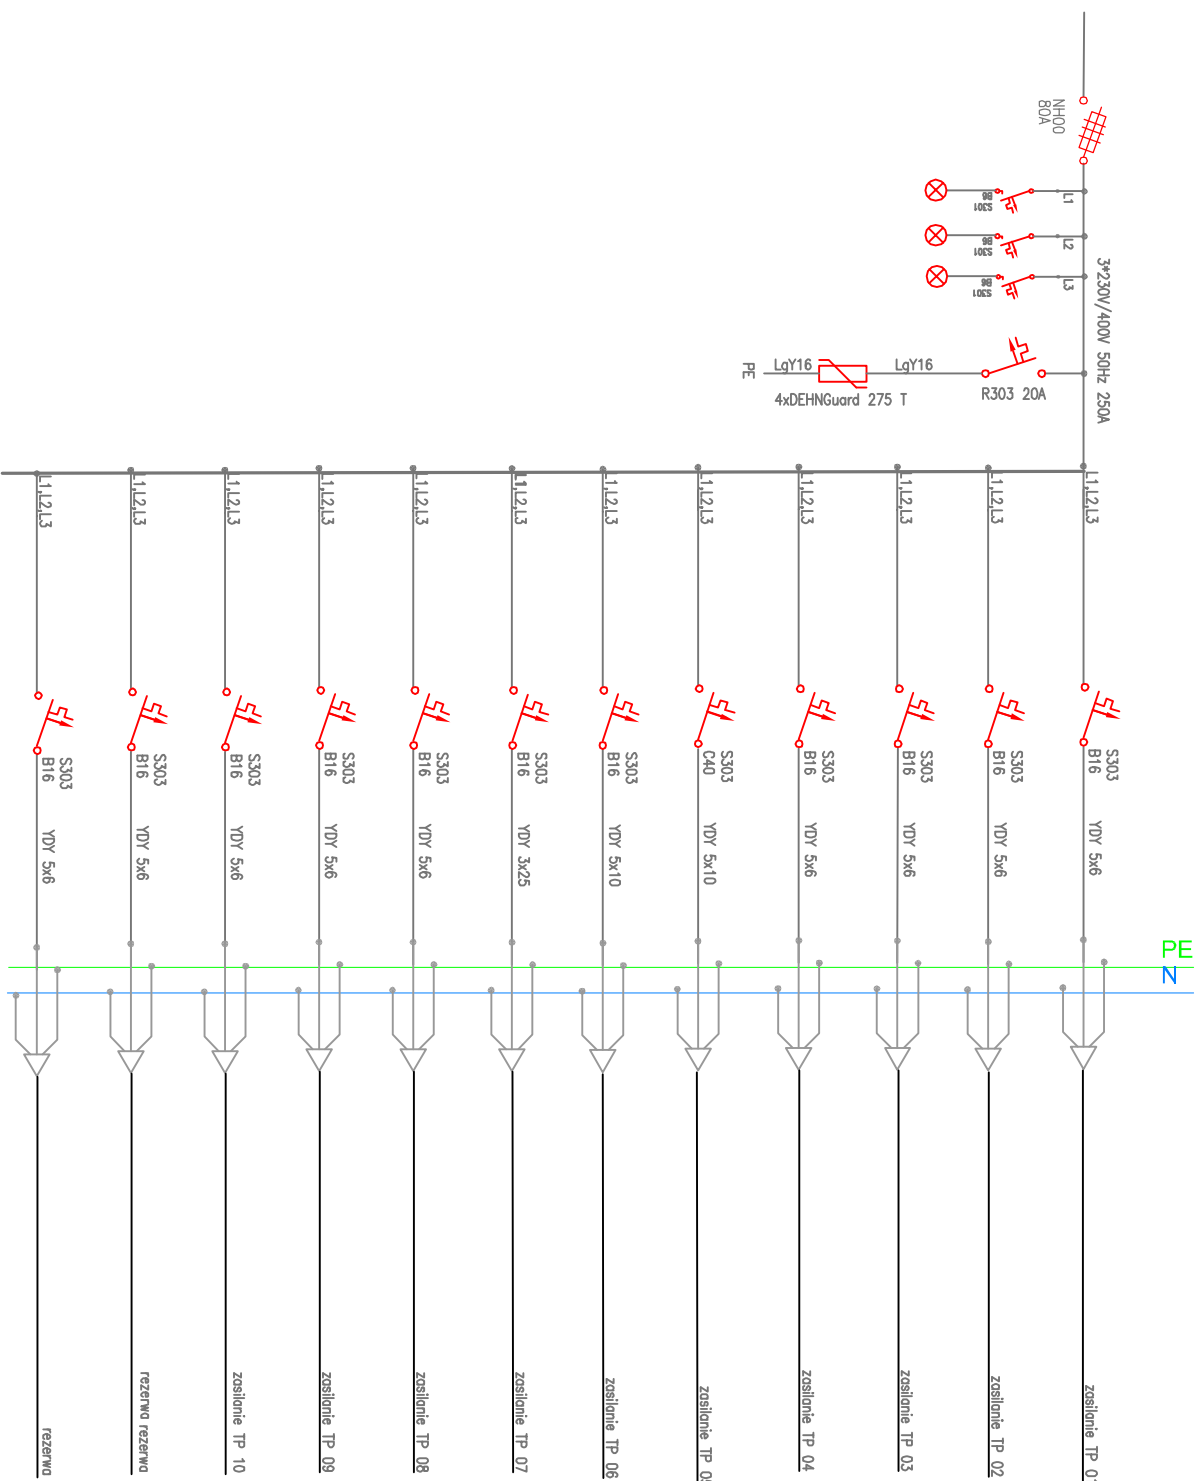 NH00
80A
L1
S301
B6
L2
S301
B6
L3
S301
B6
3*230V/400V 50Hz 250A
PE
LgY16
LgY16
4xDEHNGuard 275 T
R303 20A
L1,L2,L3
L1,L2,L3
L1,L2,L3
L1,L2,L3
L1,L2,L3
L1,L2,L3
L1,L2,L3
L1,L2,L3
L1,L2,L3
L1,L2,L3
L1,L2,L3
L1,L2,L3
S303
B16
S303
B16
S303
B16
S303
B16
S303
B16
S303
B16
S303
B16
S303
C40
S303
B16
S303
B16
S303
B16
S303
B16
YDY 5x6
YDY 5x6
YDY 5x6
YDY 5x6
YDY 5x6
YDY 3x25
YDY 5x10
YDY 5x10
YDY 5x6
YDY 5x6
YDY 5x6
YDY 5x6
PE
N
rezerwa
rezerwa rezerwa
zasilanie TP 10
zasilanie TP 09
zasilanie TP 08
zasilanie TP 07
zasilanie TP 06
zasilanie TP 05
zasilanie TP 04
zasilanie TP 03
zasilanie TP 02
zasilanie TP 01